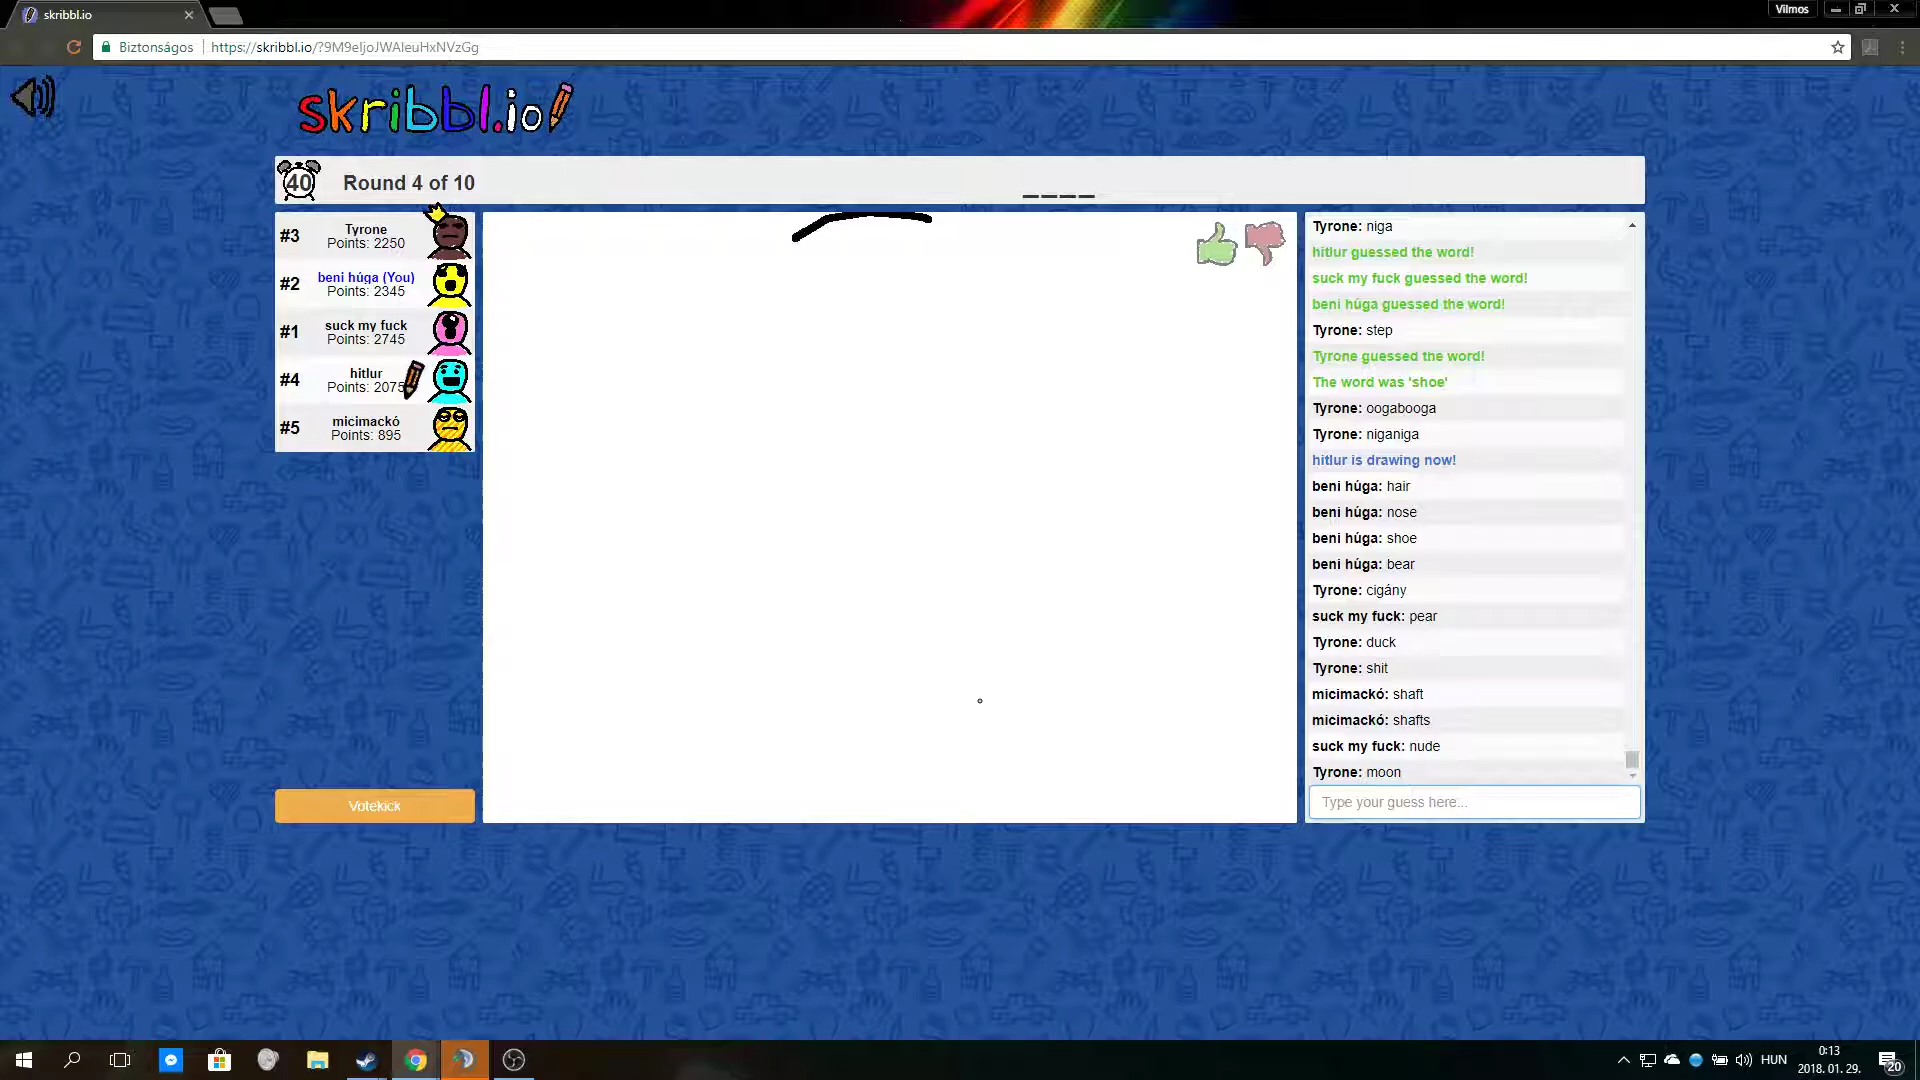 skribbl.io
Vilmos
Biztonságos
https://skribbl.io/?9M9eljoJWAleuHxNVzGg
skribbl.io
40
Round 4 of 10
____
#3
Tyrone
Points: 2250
#2
beni húga (You)
Points: 2345
#1
suck my fuck
Points: 2745
#4
hitlur
Points: 2075
#5
micimackó
Points: 895
Votekick
Tyrone: niga
hitlur guessed the word!
suck my fuck guessed the word!
beni húga guessed the word!
Tyrone: step
Tyrone guessed the word!
The word was 'shoe'
Tyrone: oogabooga
Tyrone: niganiga
hitlur is drawing now!
beni húga: hair
beni húga: nose
beni húga: shoe
beni húga: bear
Tyrone: cigány
suck my fuck: pear
Tyrone: duck
Tyrone: shit
micimackó: shaft
micimackó: shafts
suck my fuck: nude
Tyrone: moon
Type your guess here...
HUN
0:13
2018. 01. 29.
20